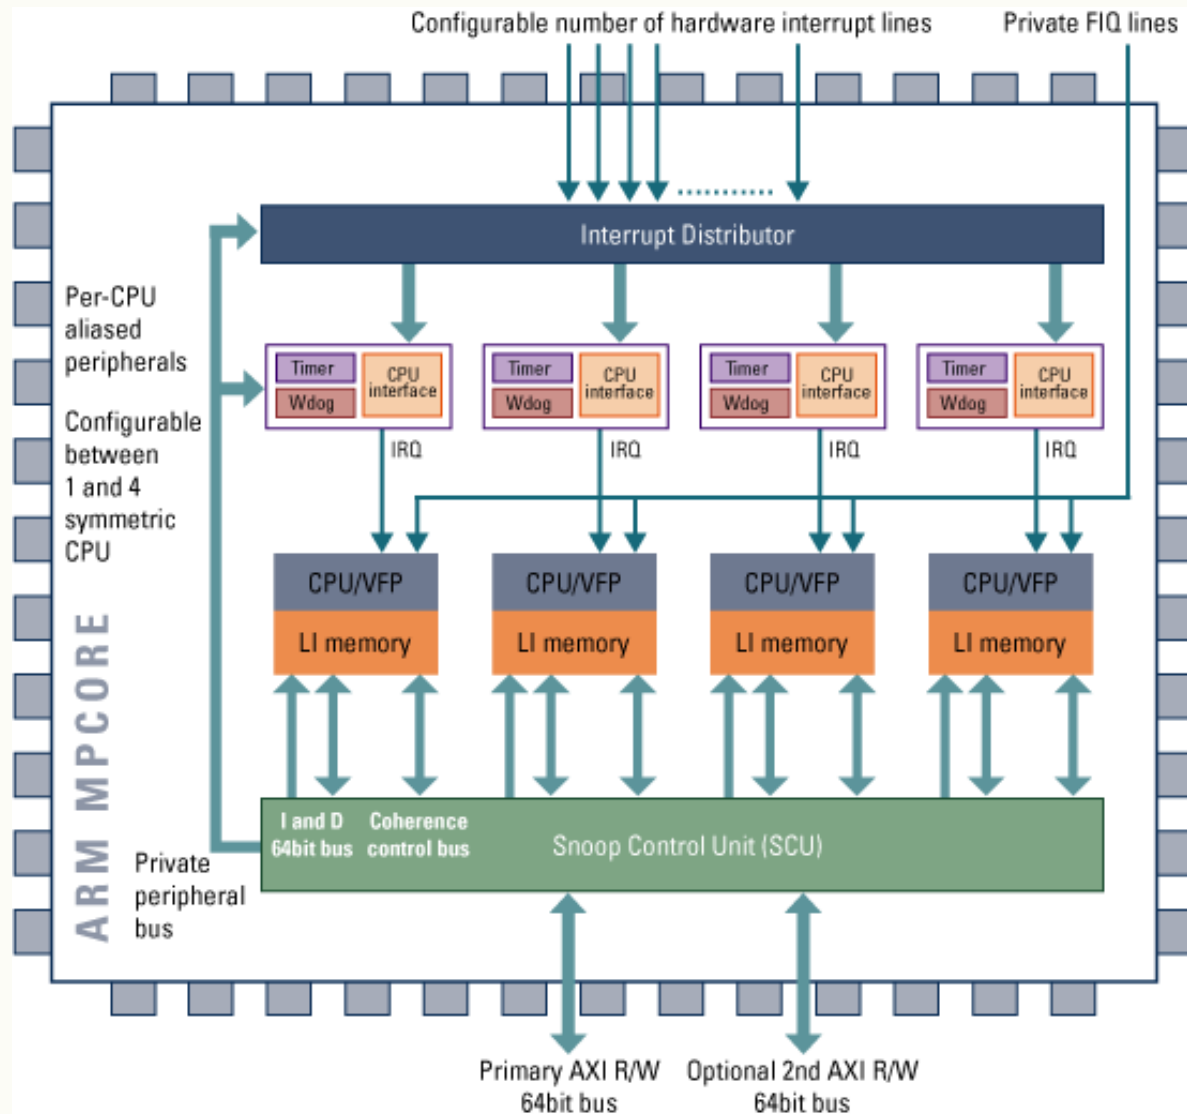 Configurable number of hardware interrupt lines
Private FIQ lines
Interrupt Distributor
Per-CPU
aliased
peripherals
Configurable
between
1 and 4
symmetric
CPU
Timer
Wdog
CPU
interface
Timer
Wdog
CPU
interface
Timer
Wdog
CPU
interface
Timer
Wdog
CPU
interface
IRQ
IRQ
IRQ
IRQ
CPU/VFP
LI memory
CPU/VFP
LI memory
CPU/VFP
LI memory
CPU/VFP
LI memory
ARM MPCORE
I and D
64bit bus
Coherence
control bus
Snoop Control Unit (SCU)
Private
peripheral
bus
Primary AXI R/W
64bit bus
Optional 2nd AXI R/W
64bit bus